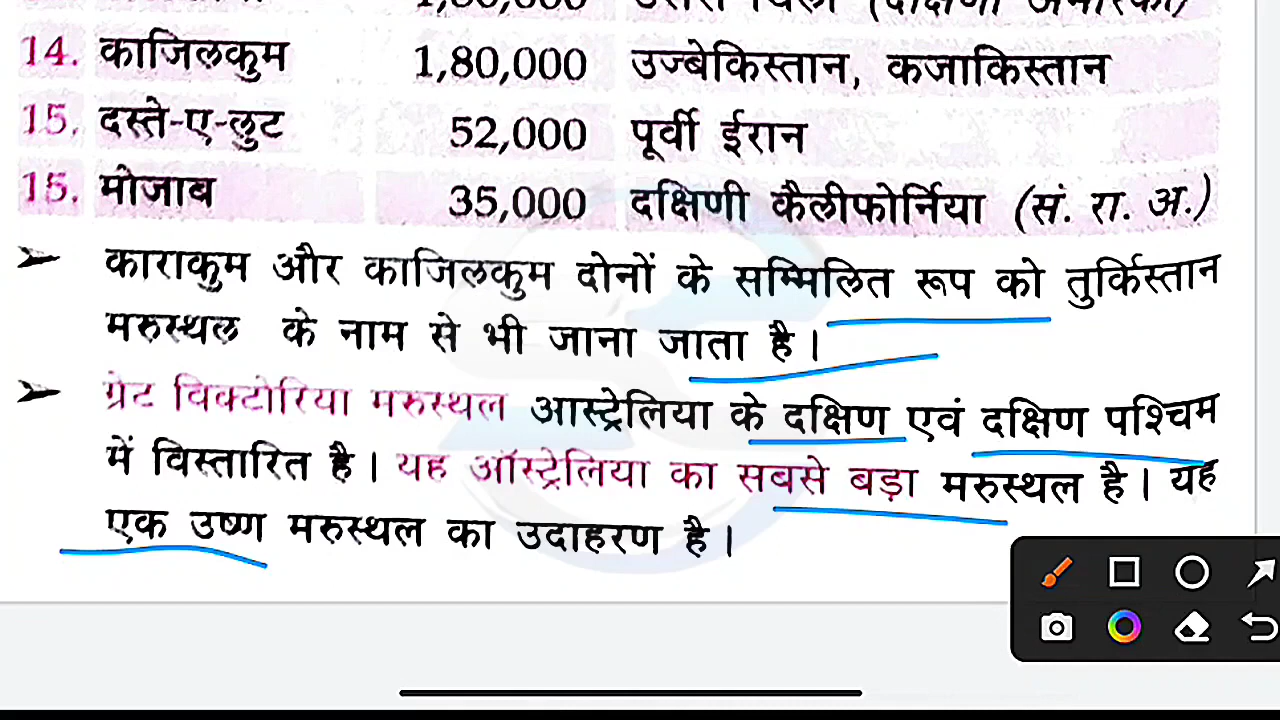 14. काजिलकुम 1,80,000 उज्बेकिस्तान, कजाकिस्तान
15. दस्ते-ए-लुट 52,000 पूर्वी ईरान
15. मोजाब 35,000 दक्षिणी कैलीफोर्निया (सं. रा. अ.)
➢ काराकुम और काजिलकुम दोनों के सम्मिलित रूप को तुर्किस्तान
मरुस्थल के नाम से भी जाना जाता है।
➢ ग्रेट विक्टोरिया मरुस्थल आस्ट्रेलिया के दक्षिण एवं दक्षिण पश्चिम
में विस्तारित है। यह ऑस्ट्रेलिया का सबसे बड़ा मरुस्थल है। यह
एक उष्ण मरुस्थल का उदाहरण है।